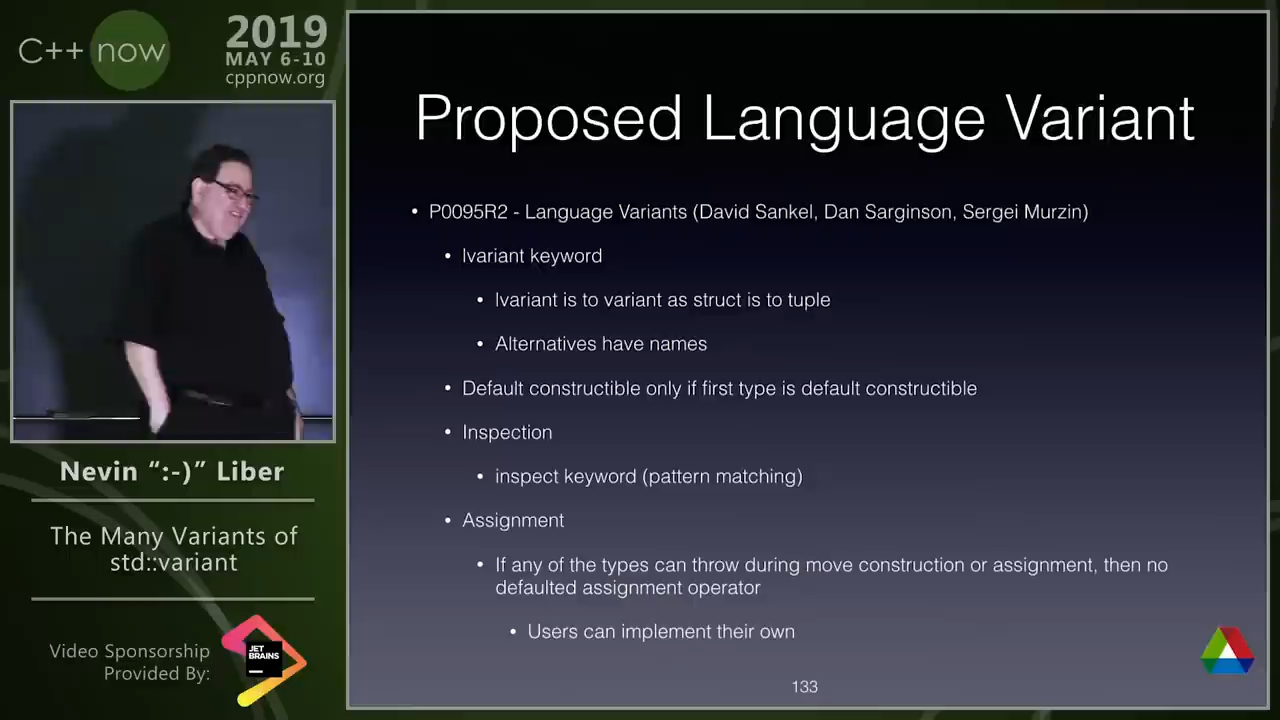 C++ now
2019
MAY 6-10
cppnow.org
Proposed Language Variant
• P0095R2 - Language Variants (David Sankel, Dan Sarginson, Sergei Murzin)
• lvariant keyword
• lvariant is to variant as struct is to tuple
• Alternatives have names
• Default constructible only if first type is default constructible
• Inspection
• inspect keyword (pattern matching)
• Assignment
• If any of the types can throw during move construction or assignment, then no
defaulted assignment operator
• Users can implement their own
133
Nevin “:-)” Liber
The Many Variants of
std::variant
Video Sponsorship
Provided By:
JET
BRAINS